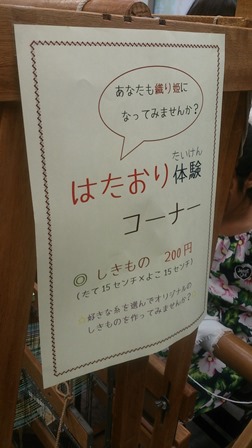 あなたも織り姫に
なってみませんか?
はたおり体験
たいけん
コーナー
◎しきもの 200円
(たて15センチ×よこ15センチ)
☆好きな糸を選んでオリジナルの
しきものを作ってみませんか?